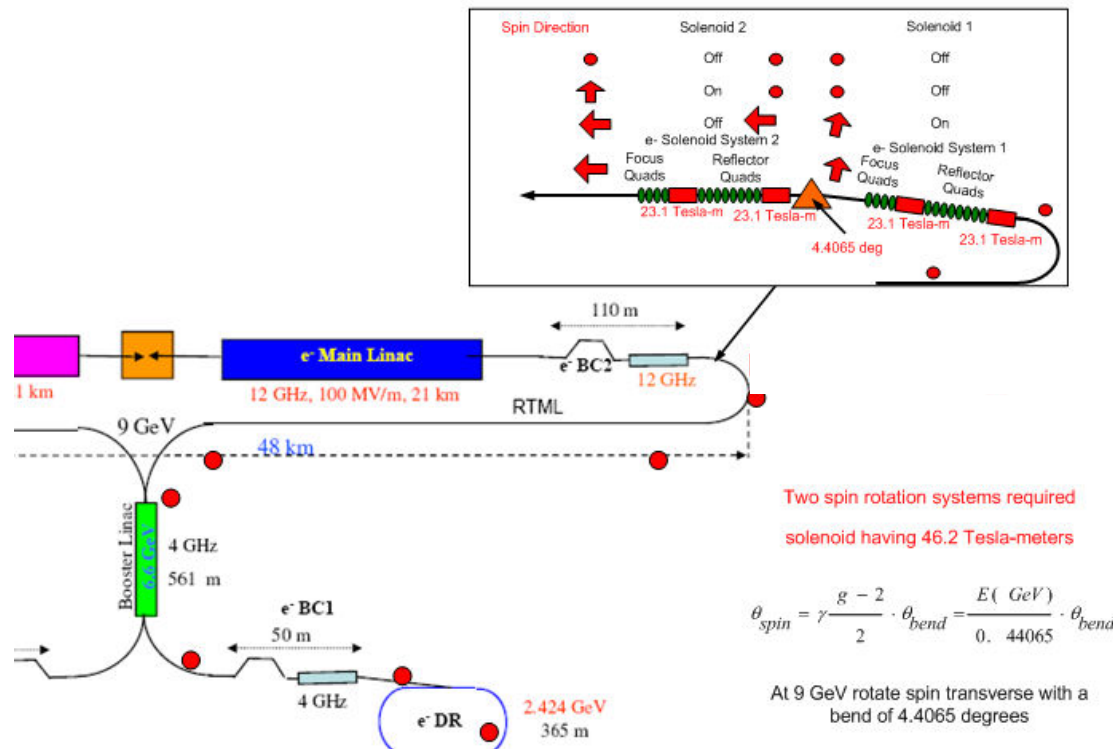 Spin Direction Solenoid 2 Solenoid 1
Off Off
On Off
Off On
e- Solenoid System 2
e- Solenoid System 1
Focus
Quads
Reflector
Quads
Focus
Quads
Reflector
Quads
23.1 Tesla-m
23.1 Tesla-m
23.1 Tesla-m
23.1 Tesla-m
4.4065 deg
110 m
e- Main Linac
e- BC2
12 GHz
1 km
12 GHz, 100 MV/m, 21 km
RTML
9 GeV
48 km
Booster Linac
6.6 GeV
4 GHz
561 m
e- BC1
50 m
4 GHz
e- DR
2.424 GeV
365 m
Two spin rotation systems required
solenoid having 46.2 Tesla-meters
θspin = γ g − 2 / 2 · θbend = E( GeV) / 0. 44065 · θbend
At 9 GeV rotate spin transverse with a
bend of 4.4065 degrees